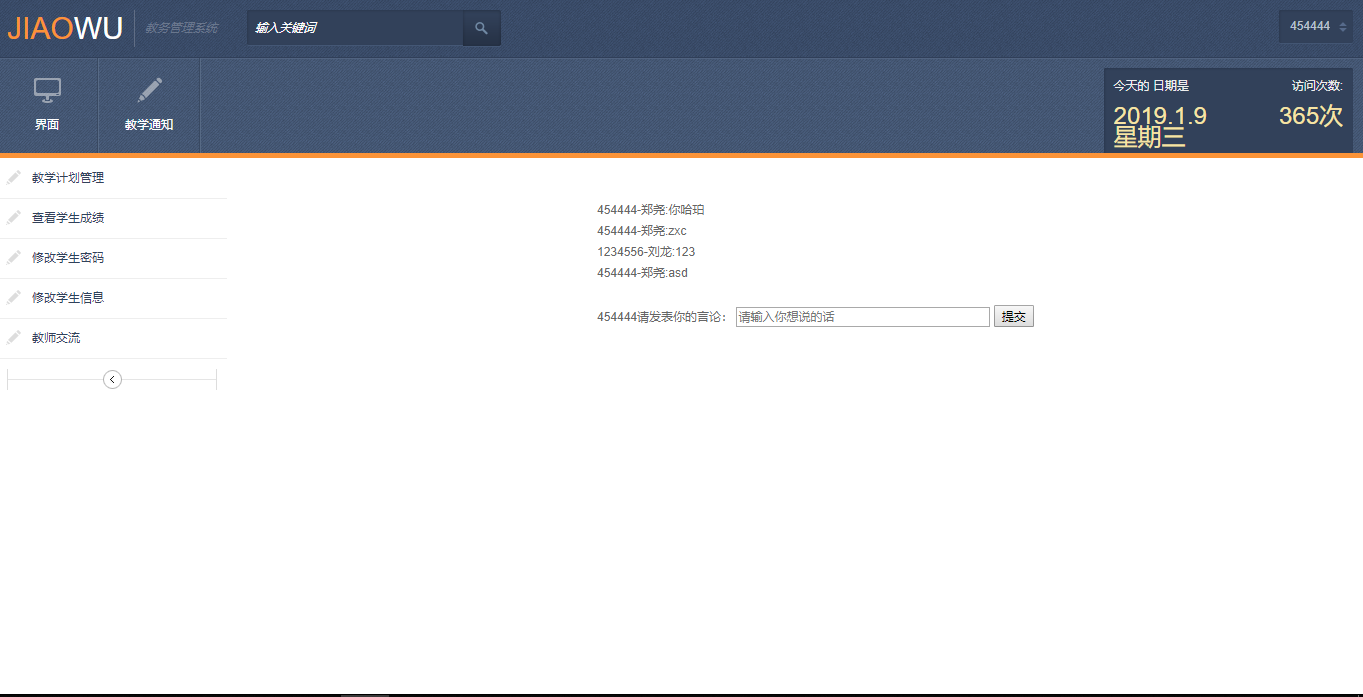 JIAOWU
教务管理系统
输入关键词
454444
界面
教学通知
今天的 日期是
访问次数:
2019.1.9
365次
星期三
教学计划管理
查看学生成绩
修改学生密码
修改学生信息
教师交流
454444-郑尧:你哈珀
454444-郑尧:zxc
1234556-刘龙:123
454444-郑尧:asd
454444请发表你的言论：
请输入你想说的话
提交